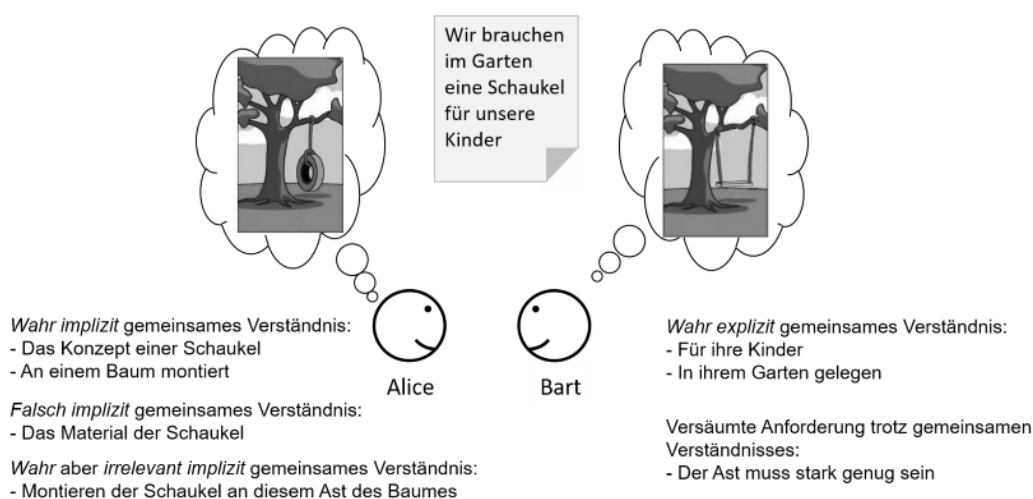 Wir brauchen
im Garten
eine Schaukel
für unsere
Kinder
Alice
Bart
Wahr implizit gemeinsames Verständnis:
- Das Konzept einer Schaukel
- An einem Baum montiert
Falsch implizit gemeinsames Verständnis:
- Das Material der Schaukel
Wahr aber irrelevant implizit gemeinsames Verständnis:
- Montieren der Schaukel an diesem Ast des Baumes
Wahr explizit gemeinsames Verständnis:
- Für ihre Kinder
- In ihrem Garten gelegen
Versäumte Anforderung trotz gemeinsamen
Verständnisses:
- Der Ast muss stark genug sein